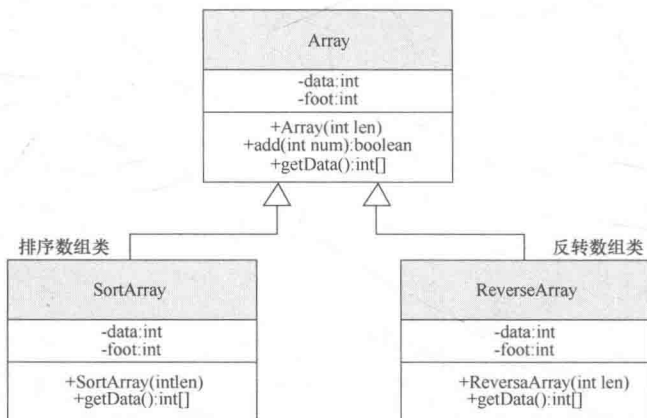 Array
-data:int
-foot:int
+Array(int len)
+add(int num):boolean
+getData():int[]
排序数组类
反转数组类
SortArray
-data:int
-foot:int
+SortArray(intlen)
+getData():int[]
ReverseArray
-data:int
-foot:int
+ReversaArray(int len)
+getData():int[]